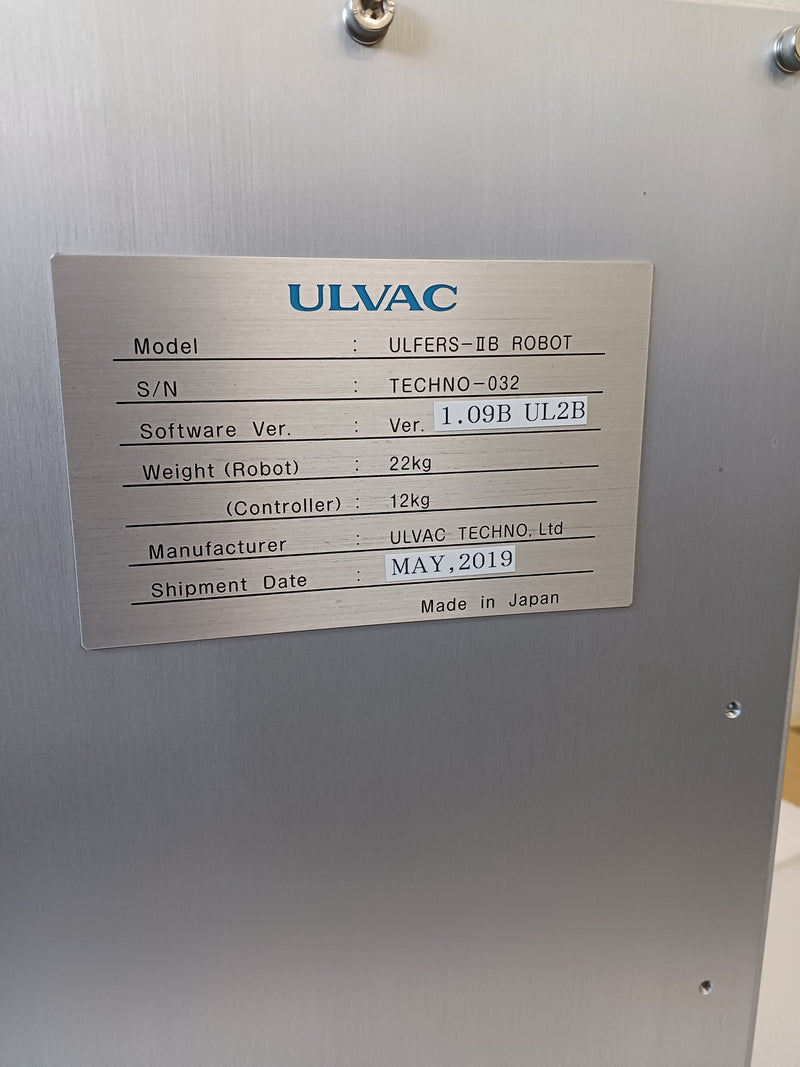 ULVAC
Model : ULFERS-ⅡB ROBOT
S/N : TECHNO-032
Software Ver. : Ver. 1.09B UL2B
Weight (Robot) : 22kg
(Controller) : 12kg
Manufacturer : ULVAC TECHNO, Ltd
Shipment Date : MAY,2019
Made in Japan